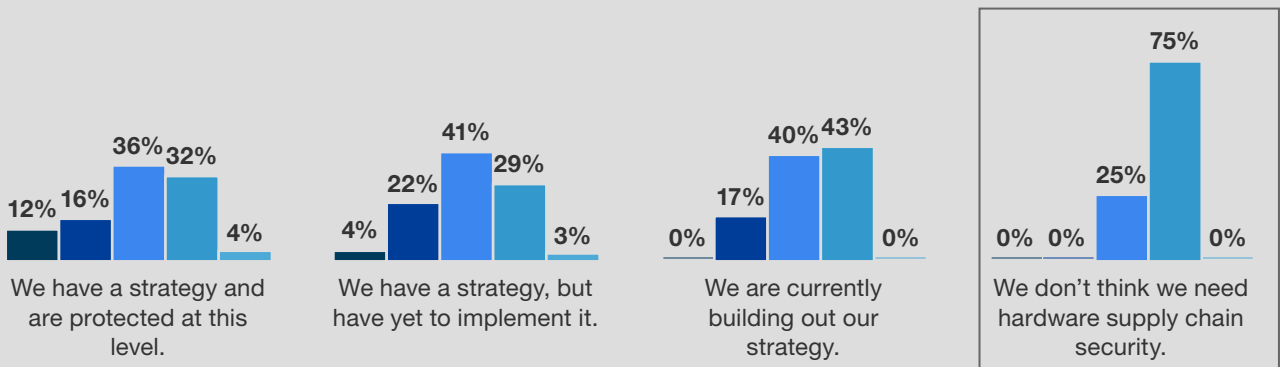 12% 16% 36% 32% 4%
We have a strategy and
are protected at this
level.
4% 22% 41% 29% 3%
We have a strategy, but
have yet to implement it.
0% 17% 40% 43% 0%
We are currently
building out our
strategy.
0% 0% 25% 75% 0%
We don’t think we need
hardware supply chain
security.